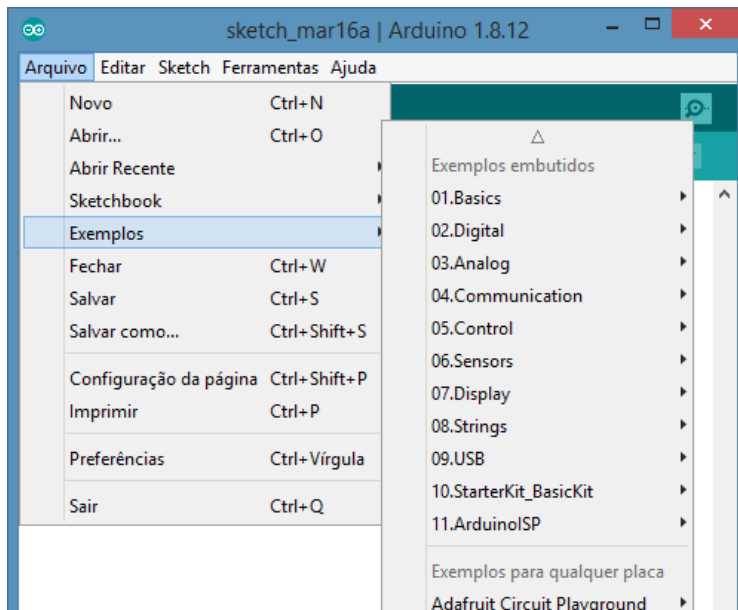 sketch_mar16a | Arduino 1.8.12
Arquivo Editar Sketch Ferramentas Ajuda
Novo Ctrl+N
Abrir... Ctrl+O
Abrir Recente
Sketchbook
Exemplos
Fechar Ctrl+W
Salvar Ctrl+S
Salvar como... Ctrl+Shift+S
Configuração da página Ctrl+Shift+P
Imprimir Ctrl+P
Preferências Ctrl+Vírgula
Sair Ctrl+Q
Exemplos embutidos
01.Basics
02.Digital
03.Analog
04.Communication
05.Control
06.Sensors
07.Display
08.Strings
09.USB
10.StarterKit_BasicKit
11.ArduinoISP
Exemplos para qualquer placa
Adafruit Circuit Playground